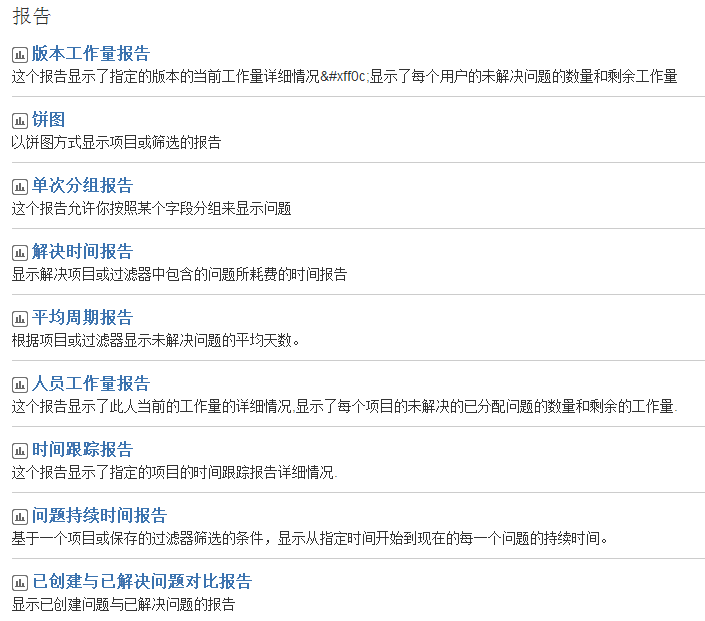 报告
版本工作量报告
这个报告显示了指定的版本的当前工作量详细情况&#xff0c;显示了每个用户的未解决问题的数量和剩余工作量
饼图
以饼图方式显示项目或筛选的报告
单次分组报告
这个报告允许你按照某个字段分组来显示问题
解决时间报告
显示解决项目或过滤器中包含的问题所耗费的时间报告
平均周期报告
根据项目或过滤器显示未解决问题的平均天数。
人员工作量报告
这个报告显示了此人当前的工作量的详细情况,显示了每个项目的未解决的已分配问题的数量和剩余的工作量.
时间跟踪报告
这个报告显示了指定的项目的时间跟踪报告详细情况.
问题持续时间报告
基于一个项目或保存的过滤器筛选的条件，显示从指定时间开始到现在的每一个问题的持续时间。
已创建与已解决问题对比报告
显示已创建问题与已解决问题的报告